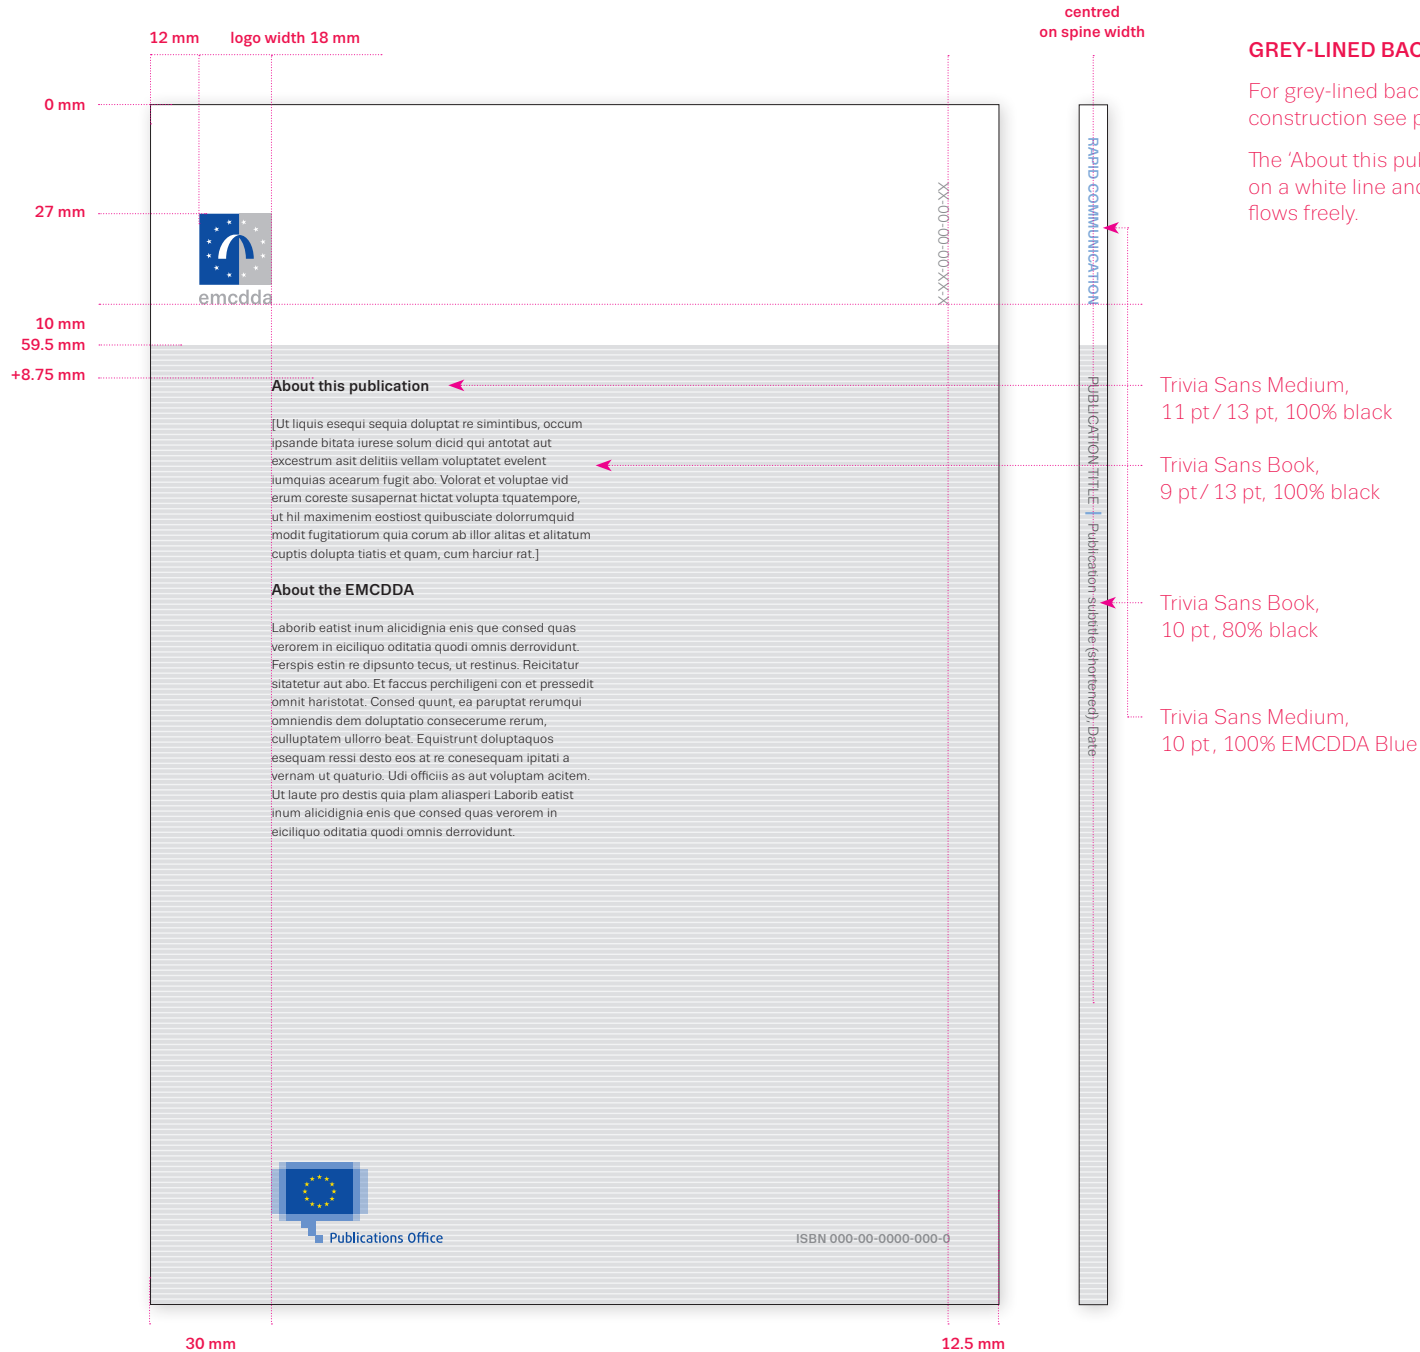 centred
on spine width
12 mm
logo width 18 mm
GREY-LINED
0 mm
For grey-lined
construction see
The ‘About this
on a white line
flows freely.
27 mm
emcdda
X-XX-00-00-00-XX
RAPID COMMUNICATION
10 mm
59.5 mm
+8.75 mm
About this publication
[Ut liquis esequi sequia doluptat re simintibus, occum
ipsande bitata iurese solum dicid qui antotat aut
excestrum asit delitiis vellam voluptatet evelent
iumquias acearum fugit abo. Volorat et voluptae vid
erum coreste susapernat hictat volupta tquatempore,
ut hil maximenim eostiost quibusciate dolorrumquid
modit fugitatiorum quia corum ab illor alitas et alitatum
cuptis dolupta tiatis et quam, cum harciur rat.]
About the EMCDDA
Laborib eatist inum alicidignia enis que consed quas
verorem in eiciliquo oditatia quodi omnis derrovidunt.
Ferspis estin re dipsunto tecus, ut restinus. Reicitatur
sitatetur aut abo. Et faccus perchiligeni con et pressedit
omnit haristotat. Consed quunt, ea paruptat rerumqui
omniendis dem doluptatio consecerume rerum,
culluptatem ullorro beat. Equistrunt doluptaquos
esequam ressi desto eos at re conesequam ipitati a
vernam ut quaturio. Udi officiis as aut voluptam acitem.
Ut laute pro destis quia plam aliasperi Laborib eatist
inum alicidignia enis que consed quas verorem in
eiciliquo oditatia quodi omnis derrovidunt.
PUBLICATION TITLE | Publication subtitle (shortened), Date
Trivia Sans Medium,
11 pt / 13 pt, 100% black
Trivia Sans Book,
9 pt / 13 pt, 100% black
Trivia Sans Book,
10 pt, 80% black
Trivia Sans Medium,
10 pt, 100% EMCDDA Blue
Publications Office
ISBN 000-00-0000-000-0
30 mm
12.5 mm